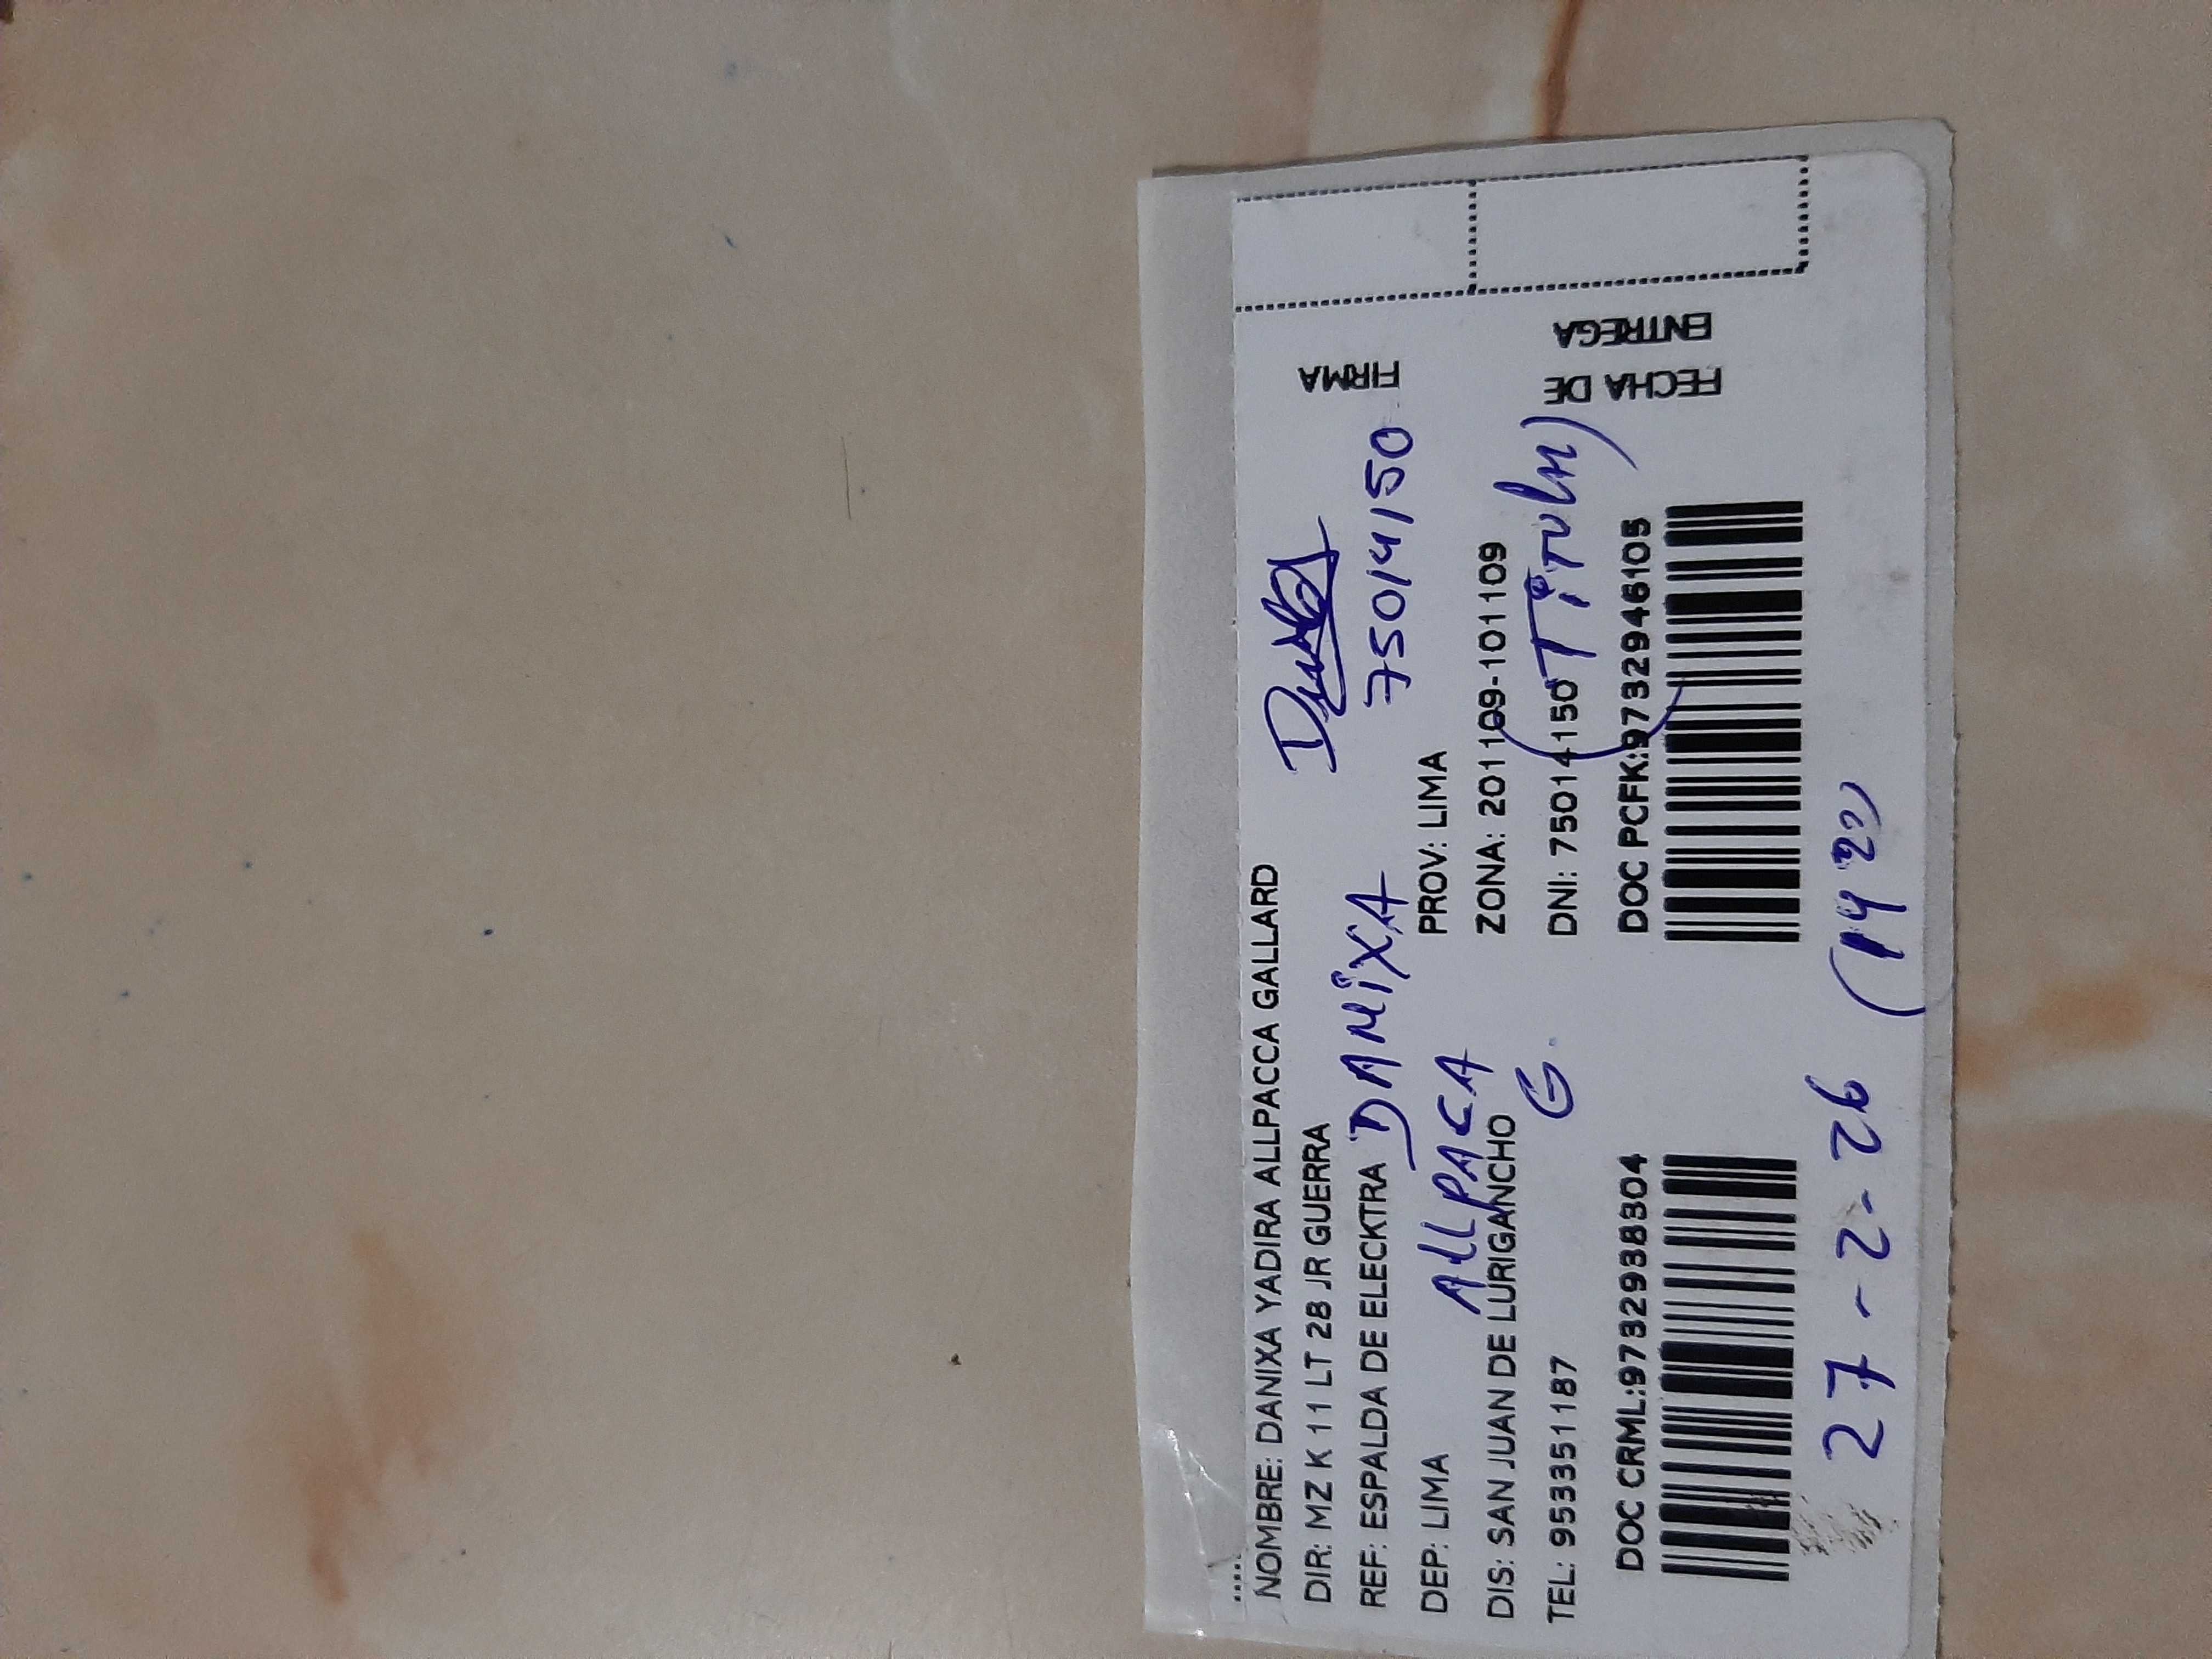 NOMBRE: DANIXA YADIRA ALLPACCA GALLARD
DIR: MZ K 11 LT 28 JR GUERRA
REF: ESPALDA DE ELECKTRA
DANIXA
75014150
DEP: LIMA
PROV: LIMA
ALLPACA
DIS: SAN JUAN DE LURIGANCHO
ZONA: 201109-101109
G.
TEL: 953351187
DNI: 75014150
(Titular)
DOC CRML:9732938304
DOC PCFK:9732946105
27-2-26
FIRMA
FECHA DE
ENTREGA